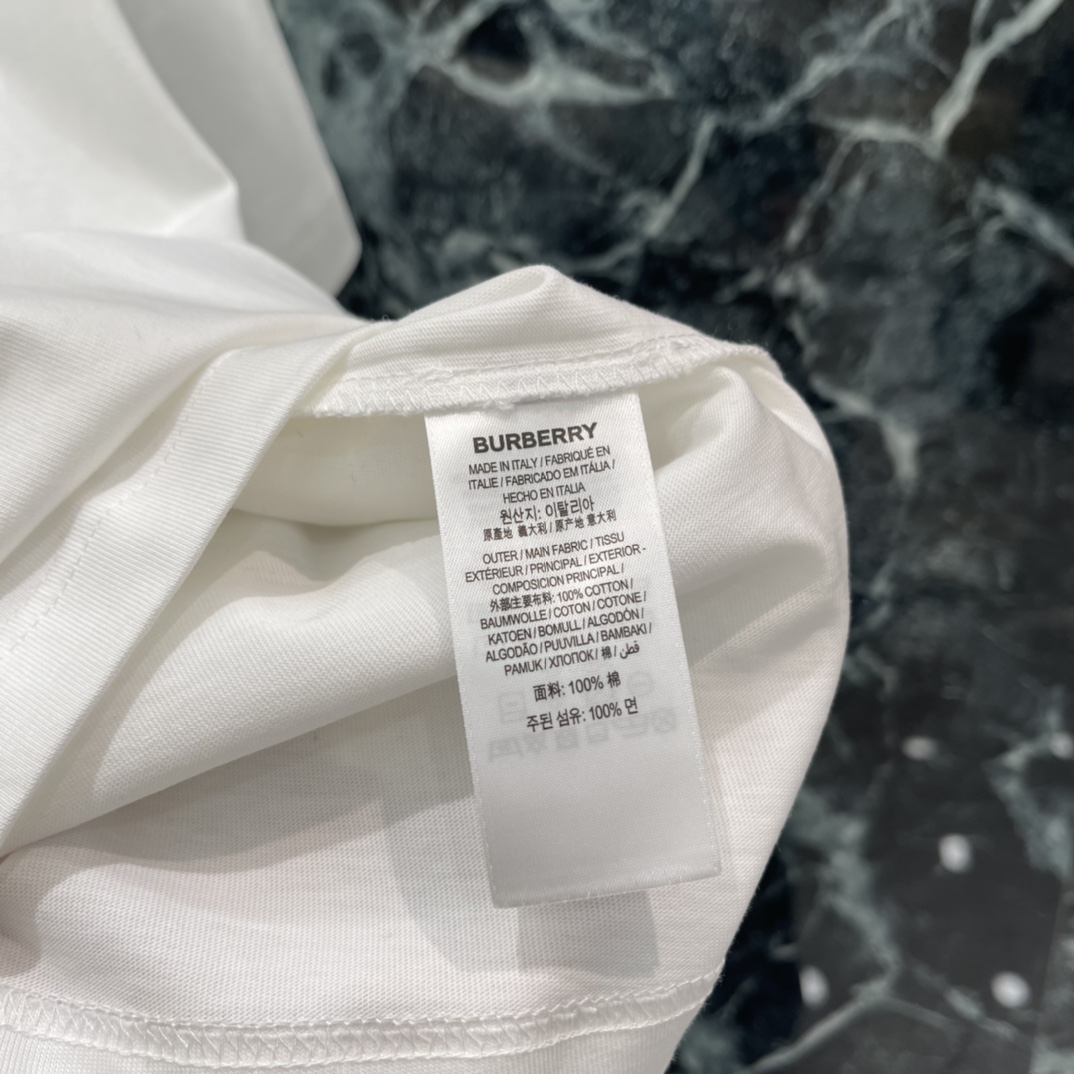 BURBERRY
MADE IN ITALY / FABRIQUÉ EN
ITALIE / FABRICADO EM ITÁLIA /
HECHO EN ITALIA
원산지: 이탈리아
原產地 義大利 / 原产地 意大利
OUTER / MAIN FABRIC / TISSU
EXTÉRIEUR / PRINCIPAL / EXTERIOR -
COMPOSICION PRINCIPAL /
外部主要布料: 100% COTTON /
BAUMWOLLE / COTON / COTONE /
KATOEN / BOMULL / ALGODÓN /
ALGODÃO / PUUVILLA / BAMBAKI /
PAMUK / ХЛОПОК / 棉 / قطن
面料: 100% 棉
주된 섬유: 100% 면